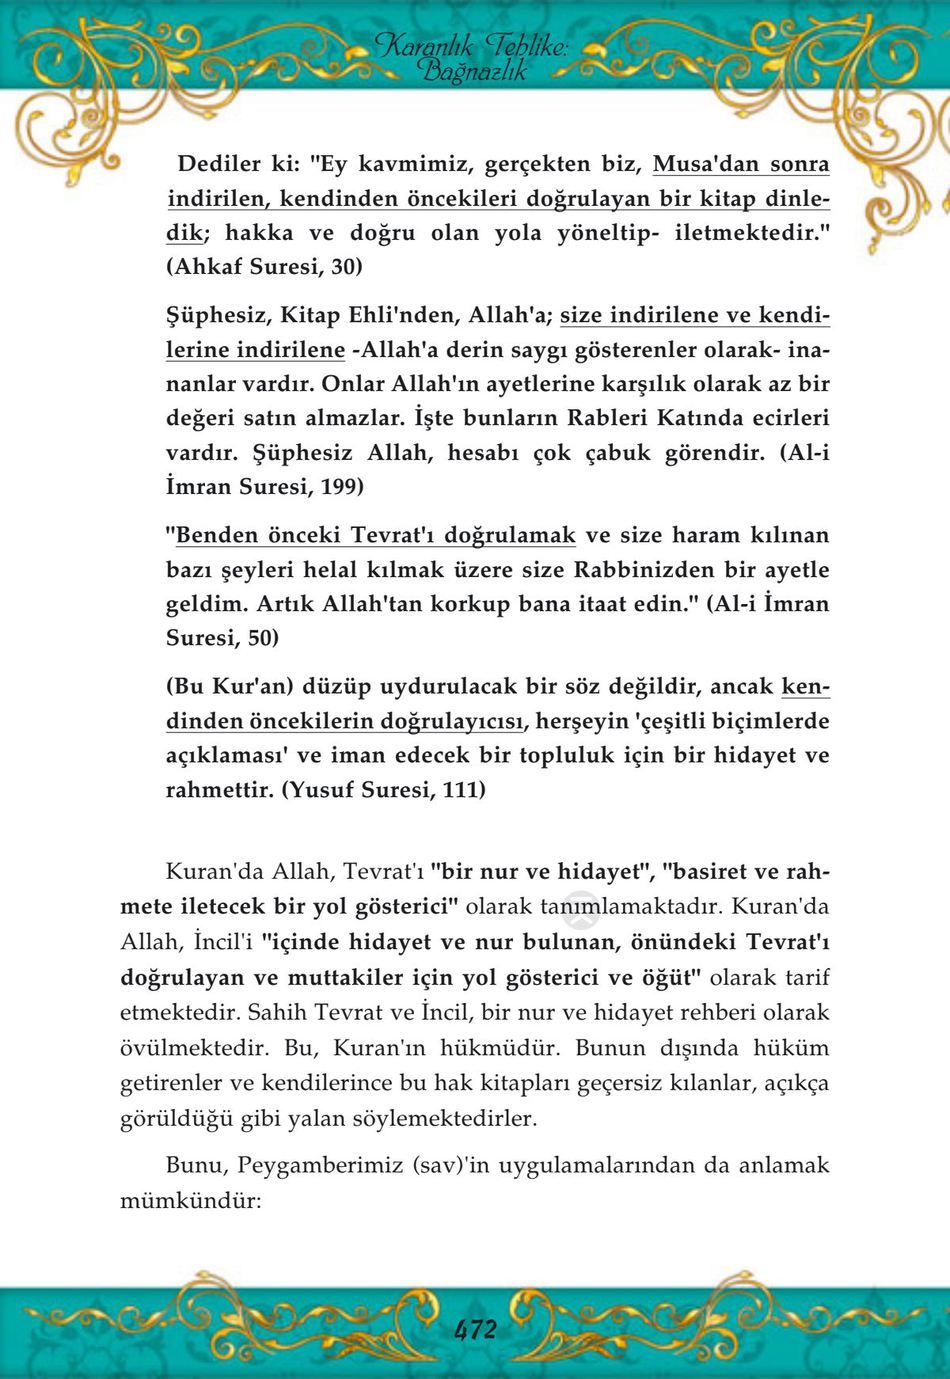 Karanlık Tehlike:
Bağnazlık
Dediler ki: "Ey kavmimiz, gerçekten biz, Musa'dan sonra
indirilen, kendinden öncekileri doğrulayan bir kitap dinle-
dik; hakka ve doğru olan yola yöneltip- iletmektedir."
(Ahkaf Suresi, 30)
Şüphesiz, Kitap Ehli'nden, Allah'a; size indirilene ve kendi-
lerine indirilene -Allah'a derin saygı gösterenler olarak- ina-
nanlar vardır. Onlar Allah'ın ayetlerine karşılık olarak az bir
değeri satın almazlar. İşte bunların Rableri Katında ecirleri
vardır. Şüphesiz Allah, hesabı çok çabuk görendir. (Al-i
İmran Suresi, 199)
"Benden önceki Tevrat'ı doğrulamak ve size haram kılınan
bazı şeyleri helal kılmak üzere size Rabbinizden bir ayetle
geldim. Artık Allah'tan korkup bana itaat edin." (Al-i İmran
Suresi, 50)
(Bu Kur'an) düzüp uydurulacak bir söz değildir, ancak ken-
dinden öncekilerin doğrulayıcısı, herşeyin 'çeşitli biçimlerde
açıklaması' ve iman edecek bir topluluk için bir hidayet ve
rahmettir. (Yusuf Suresi, 111)
Kuran'da Allah, Tevrat'ı "bir nur ve hidayet", "basiret ve rah-
mete iletecek bir yol gösterici" olarak tanımlamaktadır. Kuran'da
Allah, İncil'i "içinde hidayet ve nur bulunan, önündeki Tevrat'ı
doğrulayan ve muttakiler için yol gösterici ve öğüt" olarak tarif
etmektedir. Sahih Tevrat ve İncil, bir nur ve hidayet rehberi olarak
övülmektedir. Bu, Kuran'ın hükmüdür. Bunun dışında hüküm
getirenler ve kendilerince bu hak kitapları geçersiz kılanlar, açıkça
görüldüğü gibi yalan söylemektedirler.
Bunu, Peygamberimiz (sav)'in uygulamalarından da anlamak
mümkündür:
472